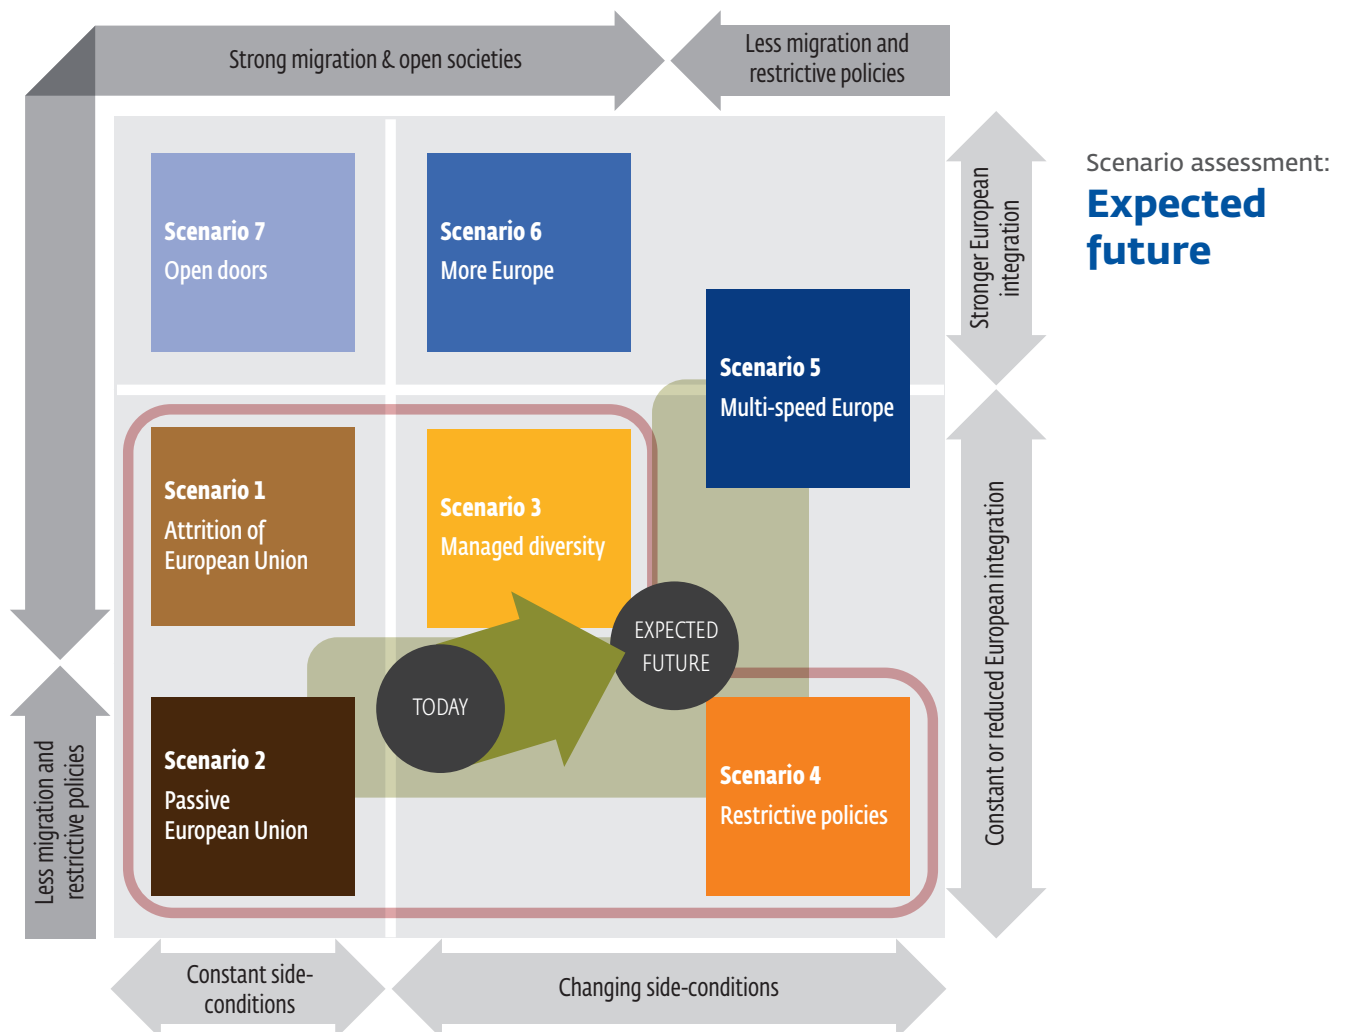 Strong migration & open societies
Less migration and
restrictive policies
Scenario assessment:
Expected
future
Stronger European
integration
Scenario 7
Open doors
Scenario 6
More Europe
Scenario 5
Multi-speed Europe
Scenario 1
Attrition of
European Union
Scenario 3
Managed diversity
Constant or reduced European integration
EXPECTED
FUTURE
TODAY
Less migration and
restrictive policies
Scenario 2
Passive
European Union
Scenario 4
Restrictive policies
Constant side-
conditions
Changing side-conditions